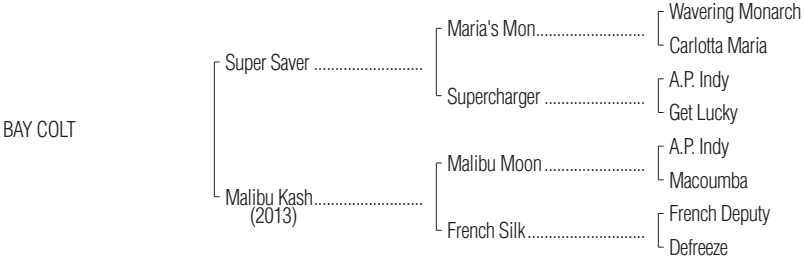 Wavering Monarch
Maria's Mon
Carlotta Maria
Super Saver
A.P. Indy
Supercharger
Get Lucky
BAY COLT
A.P. Indy
Malibu Moon
Macoumba
Malibu Kash
(2013)
French Deputy
French Silk
Defreeze